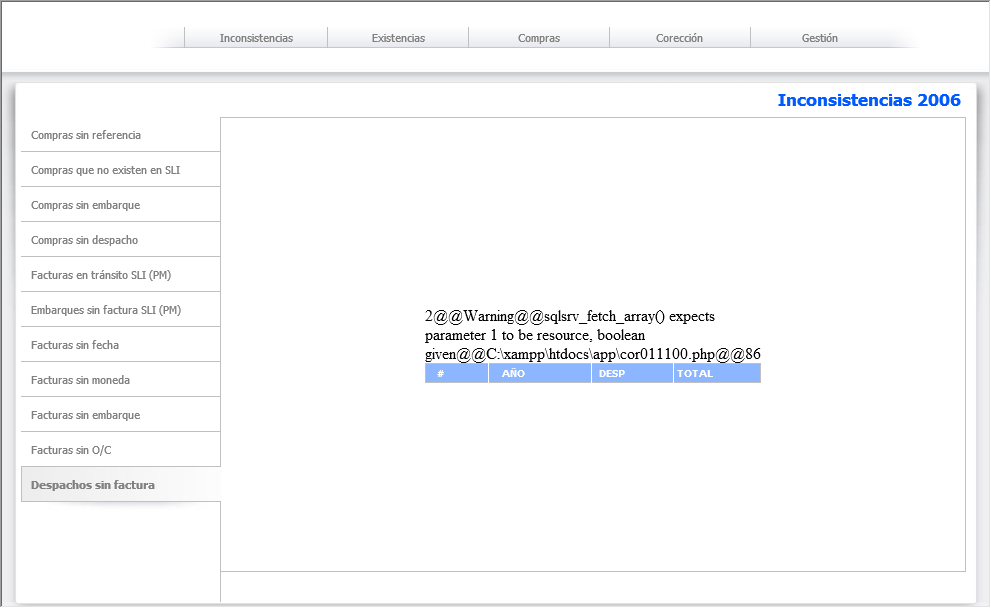 Inconsistencias Existencias Compras Corección Gestión
Inconsistencias 2006
Compras sin referencia
Compras que no existen en SLI
Compras sin embarque
Compras sin despacho
Facturas en tránsito SLI (PM)
Embarques sin factura SLI (PM)
Facturas sin fecha
Facturas sin moneda
Facturas sin embarque
Facturas sin O/C
Despachos sin factura
2@@Warning@@sqlsrv_fetch_array() expects
parameter 1 to be resource, boolean
given@@C:\xampp\htdocs\app\cor011100.php@@86
# AÑO DESP TOTAL